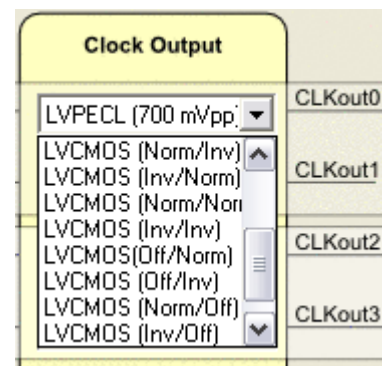 Clock Output
CLKout0
LVPECL (700 mVpp)
LVCMOS (Norm/Inv)
LVCMOS (Inv/Norm)
CLKout1
LVCMOS (Norm/Nor
LVCMOS (Inv/Inv)
CLKout2
LVCMOS(Off/Norm)
LVCMOS (Off/Inv)
LVCMOS (Norm/Off)
CLKout3
LVCMOS (Inv/Off)